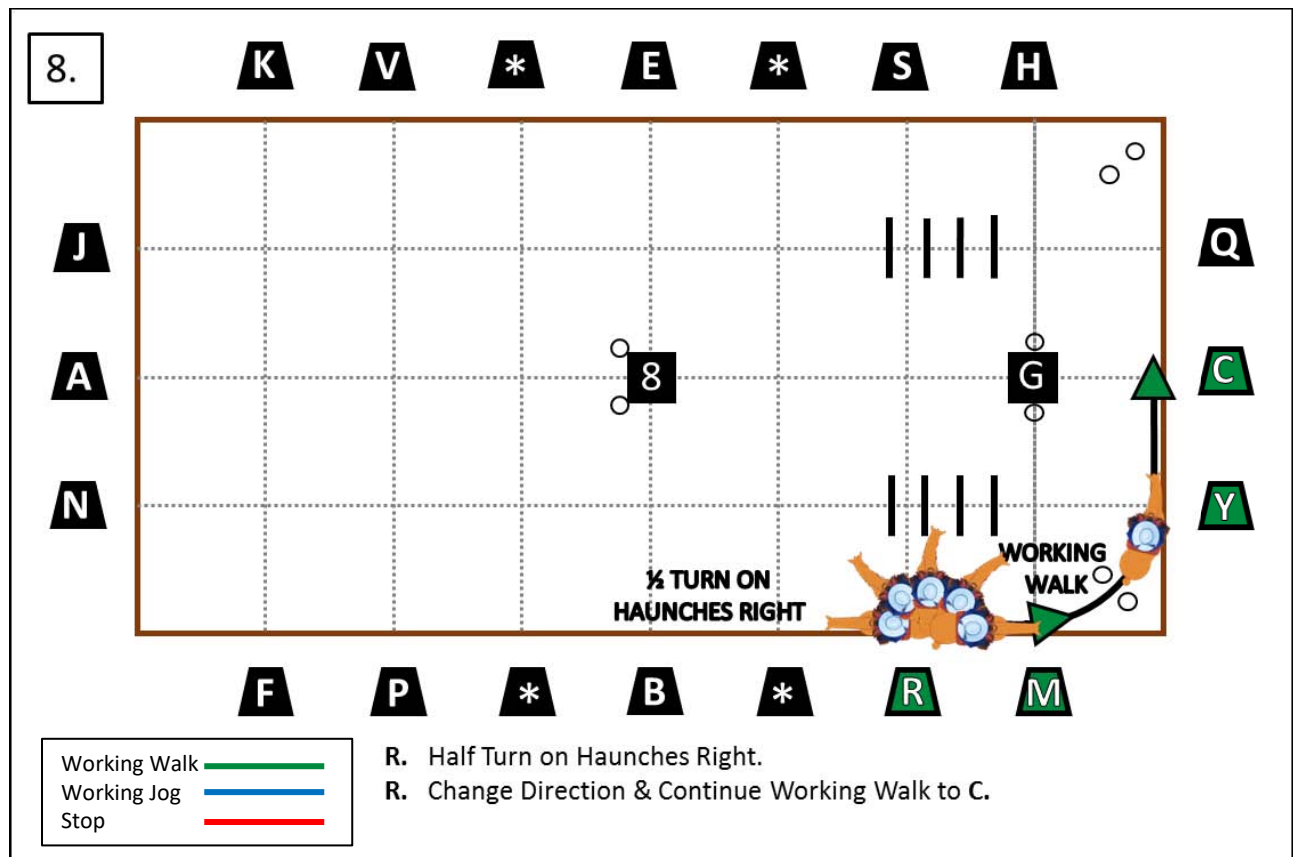 8.
K V * E * S H
J Q
A 8 G C
N Y
WORKING
WALK
½ TURN ON
HAUNCHES RIGHT
F P * B * R M
Working Walk
Working Jog
Stop
R. Half Turn on Haunches Right.
R. Change Direction & Continue Working Walk to C.